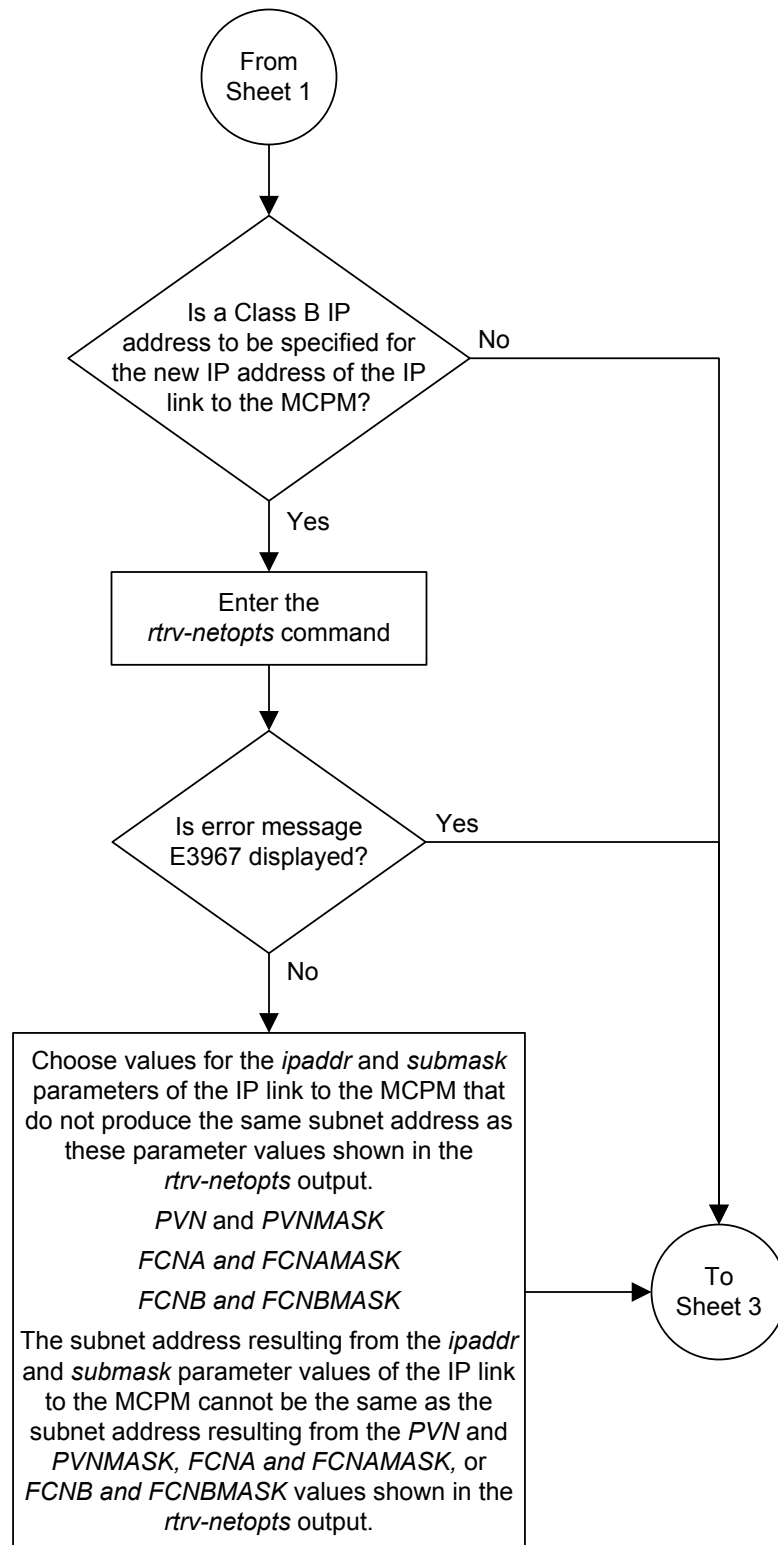 From
Sheet 1
Is a Class B IP
address to be specified for
the new IP address of the IP
link to the MCPM?
No
Yes
Enter the
rtrv-netopts command
Is error message
E3967 displayed?
Yes
No
Choose values for the ipaddr and submask
parameters of the IP link to the MCPM that
do not produce the same subnet address as
these parameter values shown in the
rtrv-netopts output.
PVN and PVNMASK
FCNA and FCNAMASK
FCNB and FCNBMASK
The subnet address resulting from the ipaddr
and submask parameter values of the IP link
to the MCPM cannot be the same as the
subnet address resulting from the PVN and
PVNMASK, FCNA and FCNAMASK, or
FCNB and FCNBMASK values shown in the
rtrv-netopts output.
To
Sheet 3